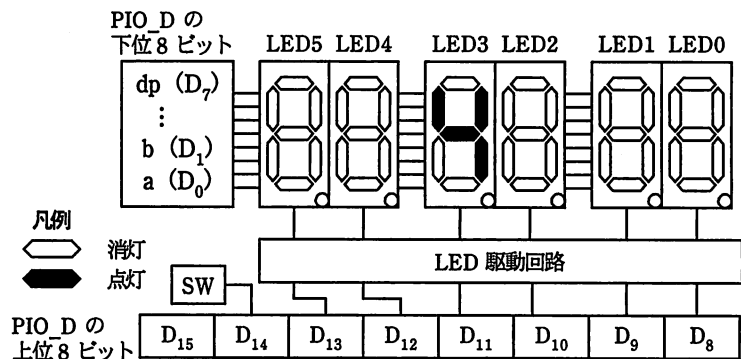 PIO_D の
下位8ビット
LED5 LED4 LED3 LED2 LED1 LED0
dp (D₇)
⋮
b (D₁)
a (D₀)
凡例
消灯
点灯
LED 駆動回路
SW
PIO_D の
上位8ビット
D₁₅ D₁₄ D₁₃ D₁₂ D₁₁ D₁₀ D₉ D₈